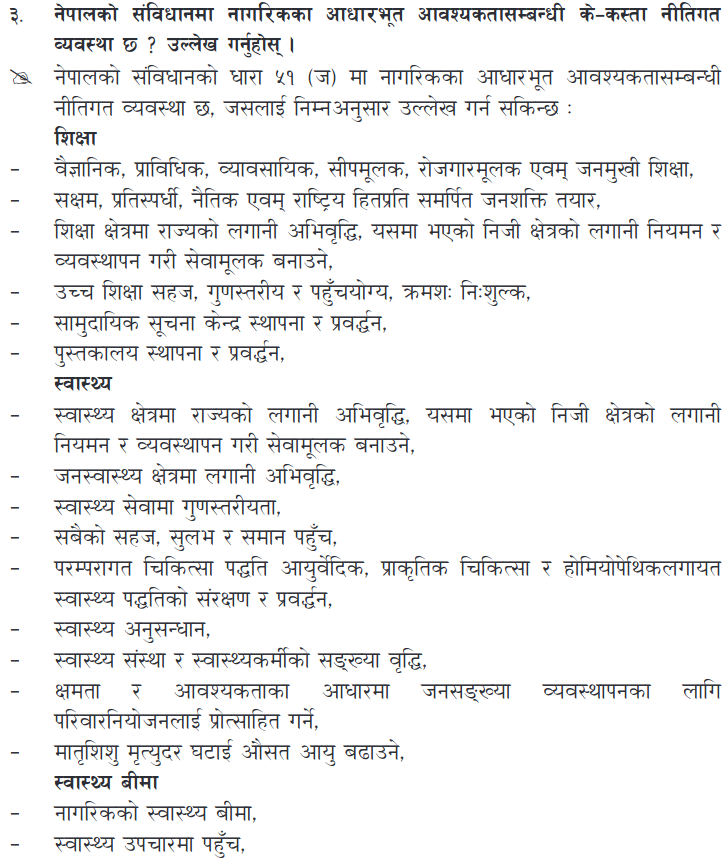 ३. नेपालको संविधानमा नागरिकका आधारभूत आवश्यकतासम्बन्धी के-कस्ता नीतिगत
व्यवस्था छ ? उल्लेख गर्नुहोस् ।
नेपालको संविधानको धारा ५१ (ज) मा नागरिकका आधारभूत आवश्यकतासम्बन्धी
नीतिगत व्यवस्था छ, जसलाई निम्नअनुसार उल्लेख गर्न सकिन्छ :
शिक्षा
- वैज्ञानिक, प्राविधिक, व्यावसायिक, सीपमूलक, रोजगारमूलक एवम् जनमुखी शिक्षा,
- सक्षम, प्रतिस्पर्धी, नैतिक एवम् राष्ट्रिय हितप्रति समर्पित जनशक्ति तयार,
- शिक्षा क्षेत्रमा राज्यको लगानी अभिवृद्धि, यसमा भएको निजी क्षेत्रको लगानी नियमन र
व्यवस्थापन गरी सेवामूलक बनाउने,
- उच्च शिक्षा सहज, गुणस्तरीय र पहुँचयोग्य, क्रमशः निःशुल्क,
- सामुदायिक सूचना केन्द्र स्थापना र प्रवर्द्धन,
- पुस्तकालय स्थापना र प्रवर्द्धन,
स्वास्थ्य
- स्वास्थ्य क्षेत्रमा राज्यको लगानी अभिवृद्धि, यसमा भएको निजी क्षेत्रको लगानी
नियमन र व्यवस्थापन गरी सेवामूलक बनाउने,
- जनस्वास्थ्य क्षेत्रमा लगानी अभिवृद्धि,
- स्वास्थ्य सेवामा गुणस्तरीयता,
- सबैको सहज, सुलभ र समान पहुँच,
- परम्परागत चिकित्सा पद्धति आयुर्वेदिक, प्राकृतिक चिकित्सा र होमियोपेथिकलगायत
स्वास्थ्य पद्धतिको संरक्षण र प्रवर्द्धन,
- स्वास्थ्य अनुसन्धान,
- स्वास्थ्य संस्था र स्वास्थ्यकर्मीको सङ्ख्या वृद्धि,
- क्षमता र आवश्यकताका आधारमा जनसङ्ख्या व्यवस्थापनका लागि
परिवारनियोजनलाई प्रोत्साहित गर्ने,
- मातृशिशु मृत्युदर घटाई औसत आयु बढाउने,
स्वास्थ्य बीमा
- नागरिकको स्वास्थ्य बीमा,
- स्वास्थ्य उपचारमा पहुँच,